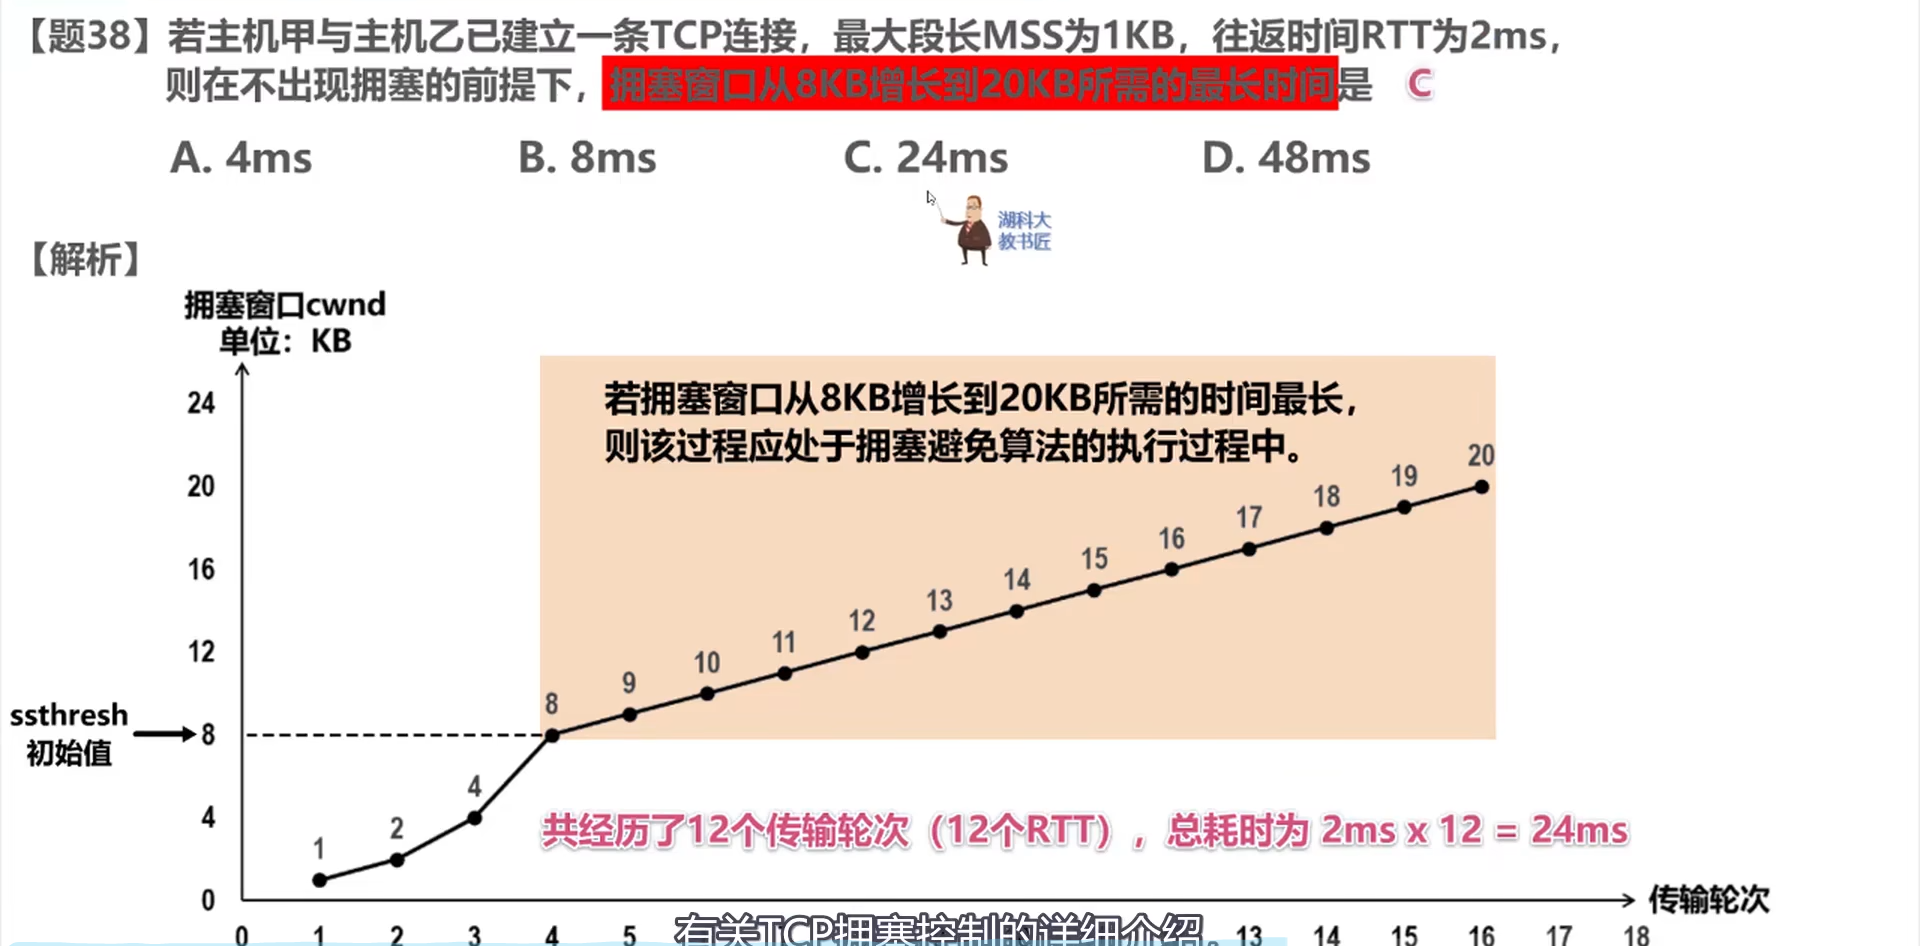 【题38】若主机甲与主机乙已建立一条TCP连接，最大段长MSS为1KB，往返时间RTT为2ms，
则在不出现拥塞的前提下，拥塞窗口从8KB增长到20KB所需的最长时间是 C
A. 4ms B. 8ms C. 24ms D. 48ms
湖科大
教书匠
【解析】
拥塞窗口cwnd
单位：KB
若拥塞窗口从8KB增长到20KB所需的时间最长，
则该过程应处于拥塞避免算法的执行过程中。
24
20
16
12
8
4
0
ssthresh
初始值
1 2 4 8 9 10 11 12 13 14 15 16 17 18 19 20
共经历了12个传输轮次（12个RTT），总耗时为 2ms x 12 = 24ms
传输轮次
0 1 2 3 4 5 13 14 15 16 17 18
有关TCP拥塞控制的详细介绍。